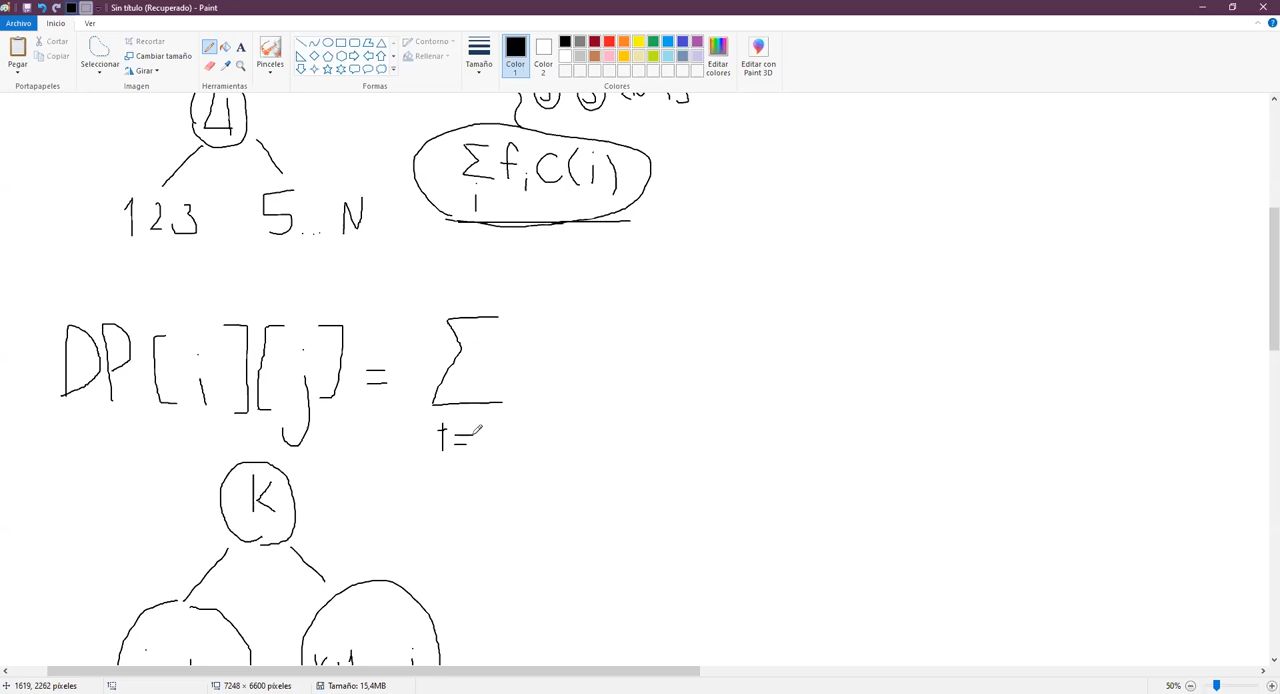 Sin título (Recuperado) - Paint
Archivo Inicio Ver
Pegar
Cortar
Copiar
Portapapeles
Seleccionar
Recortar
Cambiar tamaño
Girar
Imagen
A
Herramientas
Pinceles
Contorno
Rellenar
Formas
Tamaño
Color 1
Color 2
Editar colores
Colores
Editar con Paint 3D
4
1 2 3 5... N
Σ fᵢ C(i)
i
DP[i][j] = Σ
t=
K
1619, 2262 píxeles 7248 × 6600 píxeles Tamaño: 15,4MB 50%